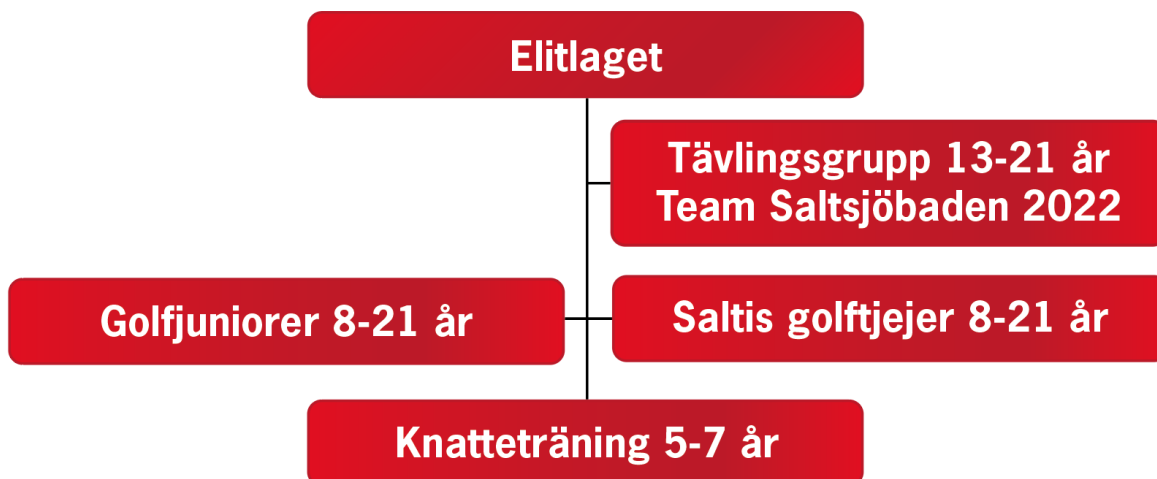 Elitlaget
Tävlingsgrupp 13-21 år
Team Saltsjöbaden 2022
Golfjuniorer 8-21 år
Saltis golftjejer 8-21 år
Knatteträning 5-7 år